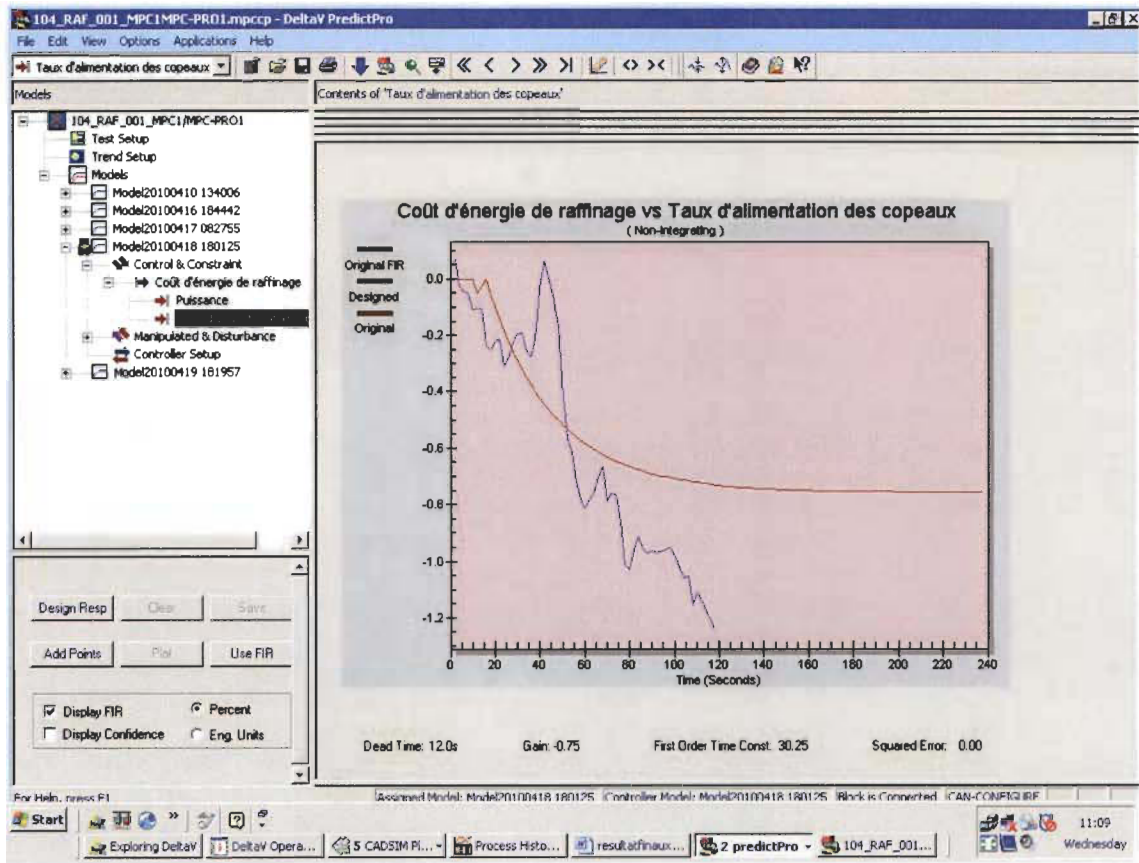 104_RAF_001_MPC1MPC-PRO1.mpccp - DeltaV PredictPro
File Edit View Options Applications Help
Taux d'alimentation des copeaux
Models
Contents of 'Taux d'alimentation des copeaux'
104_RAF_001_MPC1/MPC-PRO1
Test Setup
Trend Setup
Models
Model20100410 134006
Model20100416 184442
Model20100417 082755
Model20100418 180125
Control & Constraint
Coût d'énergie de raffinage
Puissance
Manipulated & Disturbance
Controller Setup
Model20100419 181957
Coût d'énergie de raffinage vs Taux d'alimentation des copeaux
( Non-Integrating )
Original FIR
Designed
Original
0.0
-0.2
-0.4
-0.6
-0.8
-1.0
-1.2
0 20 40 60 80 100 120 140 160 180 200 220 240
Time (Seconds)
Design Resp Clear Save
Add Points Plot Use FIR
Display FIR Percent
Display Confidence Eng. Units
Dead Time: 12.0s Gain: -0.75 First Order Time Const: 30.25 Squared Error: 0.00
For Help, press F1
Assigned Model: Model20100418 180125 Controller Model: Model20100418 180125 Block is Connected CAN-CONFIGURE
Start » 11:09
Exploring DeltaV DeltaV Opera... 5 CADSIM Pl... Process Histo... resultatfinaux... 2 predictPro 104_RAF_001... Wednesday